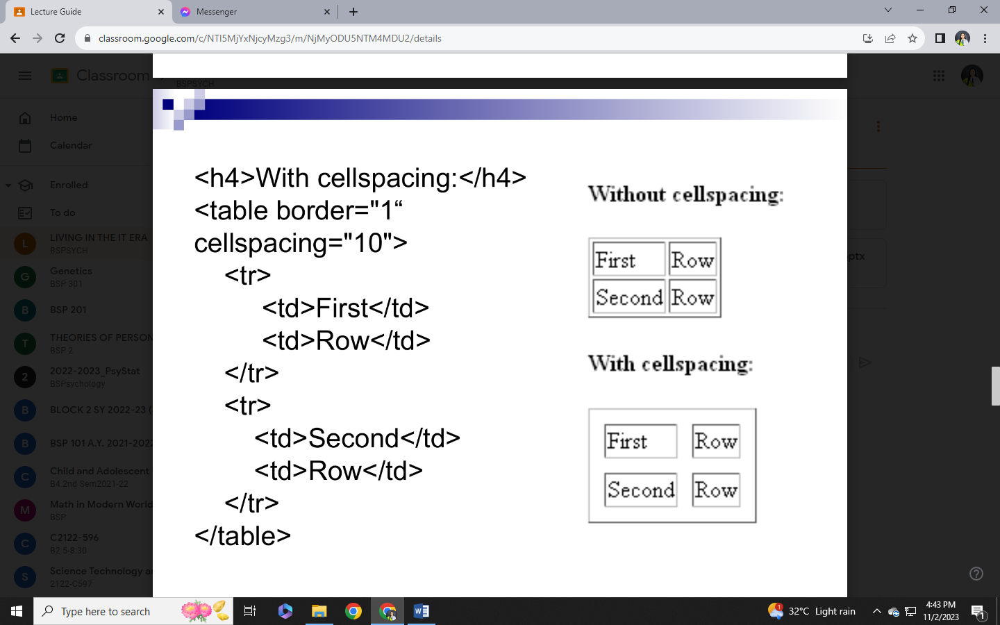 Lecture Guide
Messenger
classroom.google.com/c/NTI5MjYxNjcyMzg3/m/NjMyODU5NTM4MDU2/details
Classroom
BSPSYCH
Home
Calendar
Enrolled
To do
L
LIVING IN THE IT ERA
BSPSYCH
G
Genetics
BSP 301
B
BSP 201
T
THEORIES OF PERSON
BSP 2
2
2022-2023_PsyStat
BSPsychology
B
BLOCK 2 SY 2022-23 (
B
BSP 101 A.Y. 2021-2022
C
Child and Adolescent
B4 2nd Sem2021-22
M
Math in Modern World
BSP
C
C2122-596
B2 5-8:30
S
Science Technology a
2122-C597
<h4>With cellspacing:</h4>
<table border="1“
cellspacing="10">
<tr>
<td>First</td>
<td>Row</td>
</tr>
<tr>
<td>Second</td>
<td>Row</td>
</tr>
</table>
Without cellspacing:
First Row
Second Row
With cellspacing:
First Row
Second Row
ptx
Type here to search
1
32°C Light rain
4:43 PM
11/2/2023
1